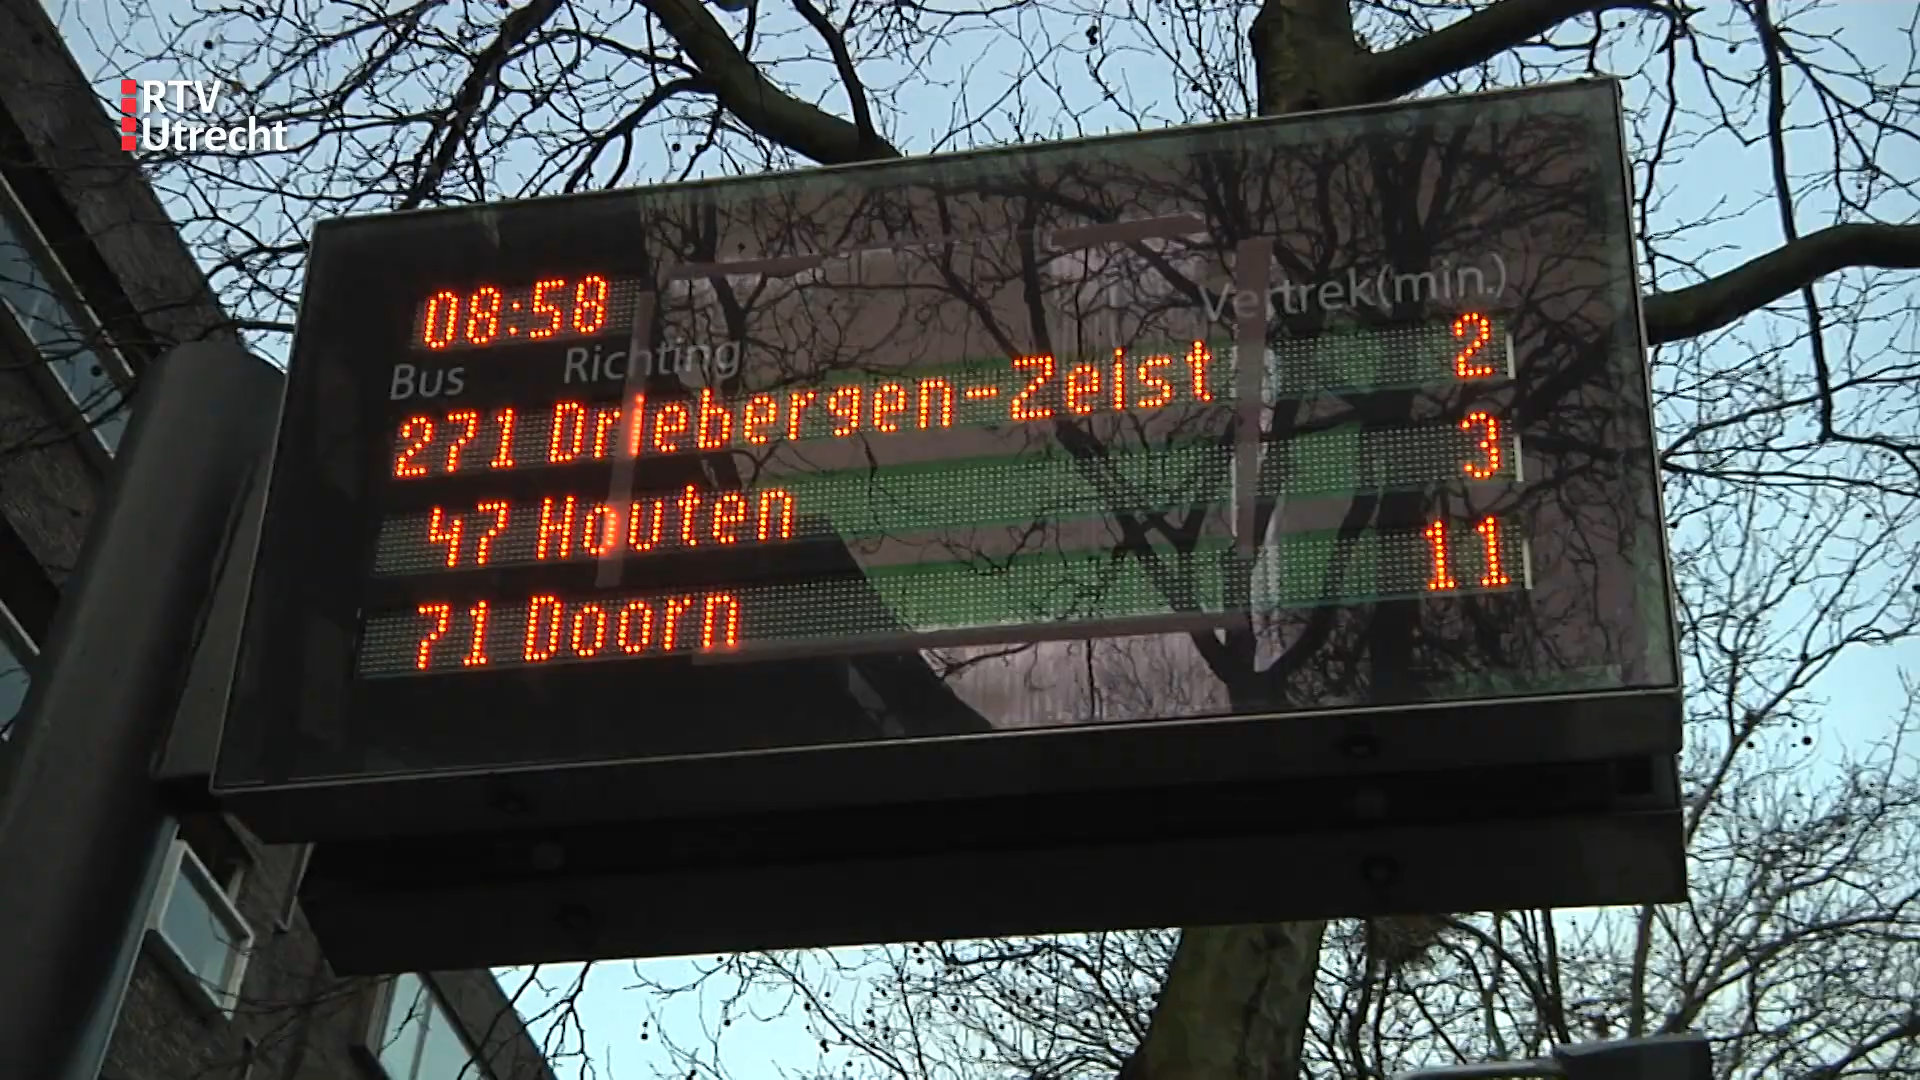 RTV
Utrecht
08:58
Bus Richting Vertrek(min.)
271 Driebergen-Zeist 2
47 Houten 3
71 Doorn 11